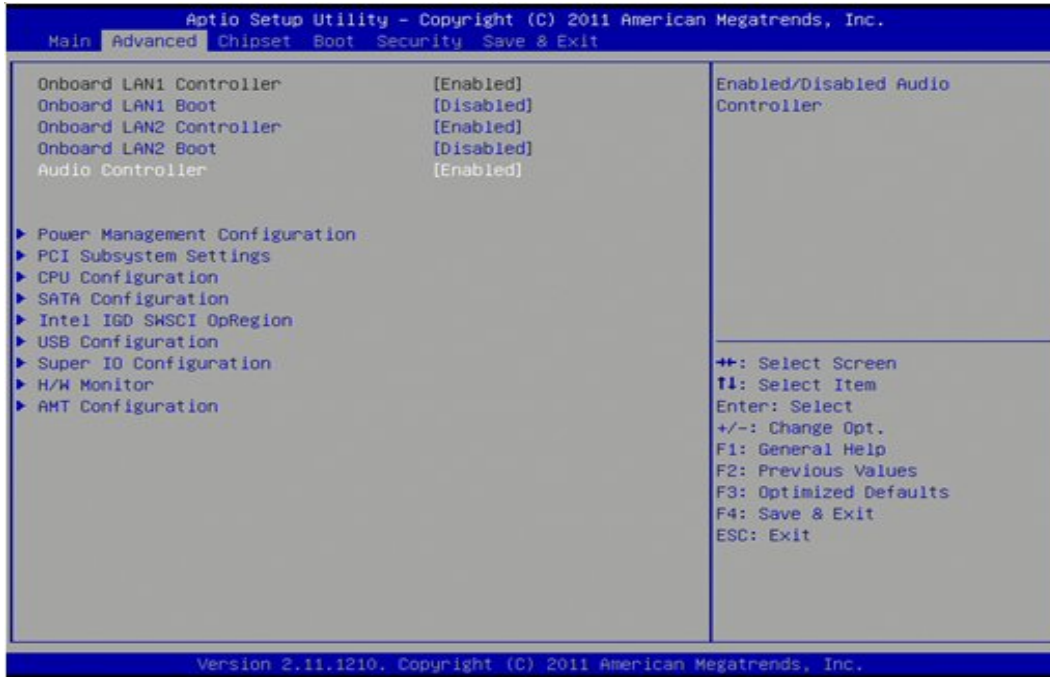 Aptio Setup Utility – Copyright (C) 2011 American Megatrends, Inc.
Main Advanced Chipset Boot Security Save & Exit
Onboard LAN1 Controller [Enabled]
Onboard LAN1 Boot [Disabled]
Onboard LAN2 Controller [Enabled]
Onboard LAN2 Boot [Disabled]
Audio Controller [Enabled]
▶ Power Management Configuration
▶ PCI Subsystem Settings
▶ CPU Configuration
▶ SATA Configuration
▶ Intel IGD SWSCI OpRegion
▶ USB Configuration
▶ Super IO Configuration
▶ H/W Monitor
▶ AMT Configuration
Enabled/Disabled Audio
Controller
→←: Select Screen
↑↓: Select Item
Enter: Select
+/-: Change Opt.
F1: General Help
F2: Previous Values
F3: Optimized Defaults
F4: Save & Exit
ESC: Exit
Version 2.11.1210. Copyright (C) 2011 American Megatrends, Inc.